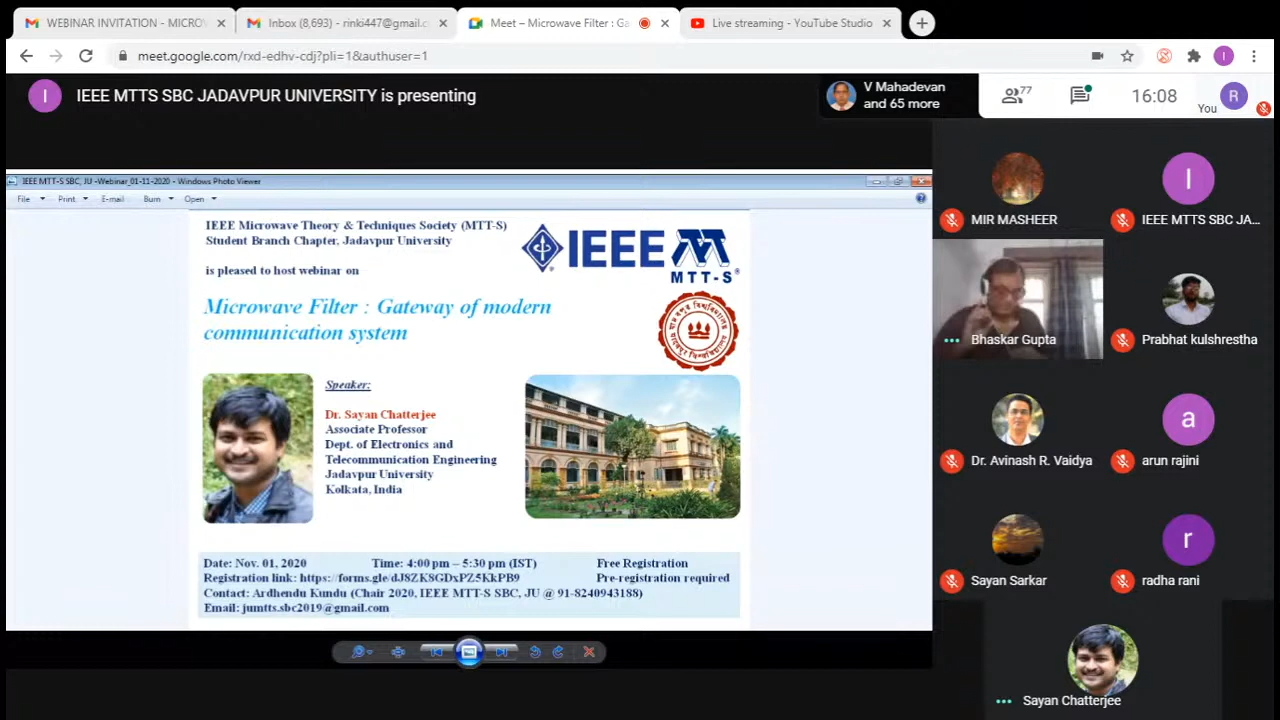 WEBINAR INVITATION - MICROW
Inbox (8,693) - rinki447@gmail.c
Meet – Microwave Filter : Ga
Live streaming - YouTube Studio
meet.google.com/rxd-edhv-cdj?pli=1&authuser=1
I
I
IEEE MTTS SBC JADAVPUR UNIVERSITY is presenting
V Mahadevan
and 65 more
77
16:08
You
R
IEEE MTT-S SBC, JU -Webinar_01-11-2020 - Windows Photo Viewer
File
Print
E-mail
Burn
Open
IEEE Microwave Theory & Techniques Society (MTT-S)
Student Branch Chapter, Jadavpur University
is pleased to host webinar on
IEEE
MTT-S
Microwave Filter : Gateway of modern
communication system
Speaker:
Dr. Sayan Chatterjee
Associate Professor
Dept. of Electronics and
Telecommunication Engineering
Jadavpur University
Kolkata, India
Date: Nov. 01, 2020
Time: 4:00 pm – 5:30 pm (IST)
Free Registration
Registration link: https://forms.gle/dJ8ZK8GDxPZ5KkPB9
Pre-registration required
Contact: Ardhendu Kundu (Chair 2020, IEEE MTT-S SBC, JU @ 91-8240943188)
Email: jumtts.sbc2019@gmail.com
MIR MASHEER
I
IEEE MTTS SBC JA...
Bhaskar Gupta
Prabhat kulshrestha
Dr. Avinash R. Vaidya
a
arun rajini
Sayan Sarkar
r
radha rani
Sayan Chatterjee